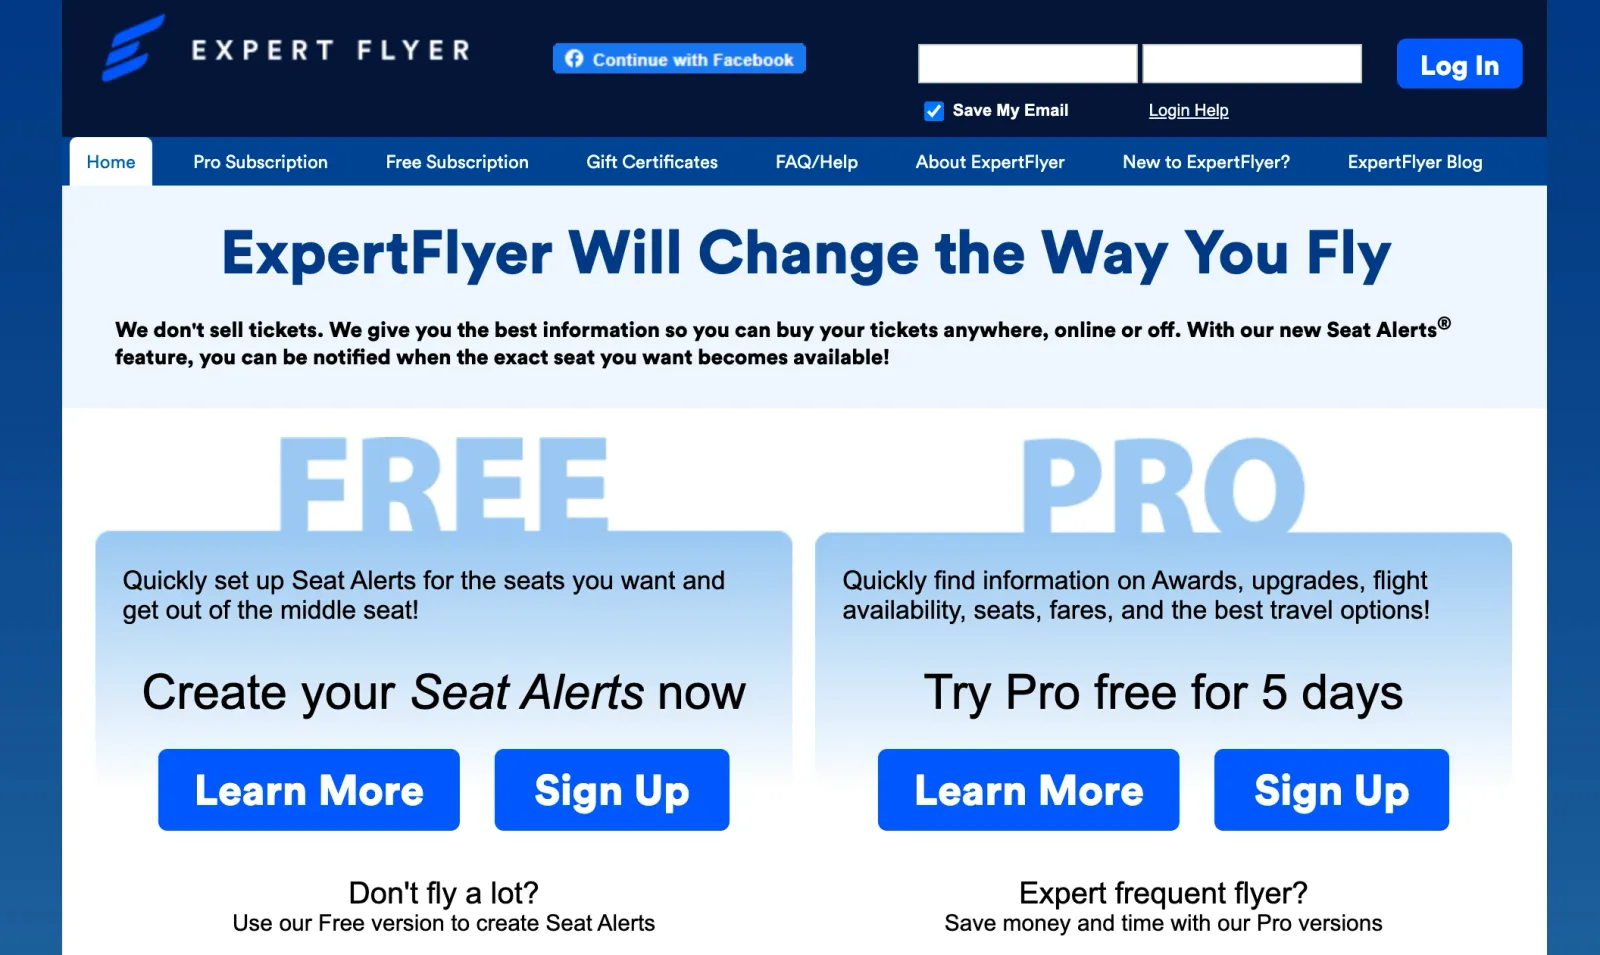 EXPERT FLYER
Continue with Facebook
Log In
Save My Email
Login Help
Home
Pro Subscription
Free Subscription
Gift Certificates
FAQ/Help
About ExpertFlyer
New to ExpertFlyer?
ExpertFlyer Blog
ExpertFlyer Will Change the Way You Fly
We don't sell tickets. We give you the best information so you can buy your tickets anywhere, online or off. With our new Seat Alerts®
feature, you can be notified when the exact seat you want becomes available!
FREE
Quickly set up Seat Alerts for the seats you want and
get out of the middle seat!
Create your Seat Alerts now
Learn More
Sign Up
Don't fly a lot?
Use our Free version to create Seat Alerts
PRO
Quickly find information on Awards, upgrades, flight
availability, seats, fares, and the best travel options!
Try Pro free for 5 days
Learn More
Sign Up
Expert frequent flyer?
Save money and time with our Pro versions